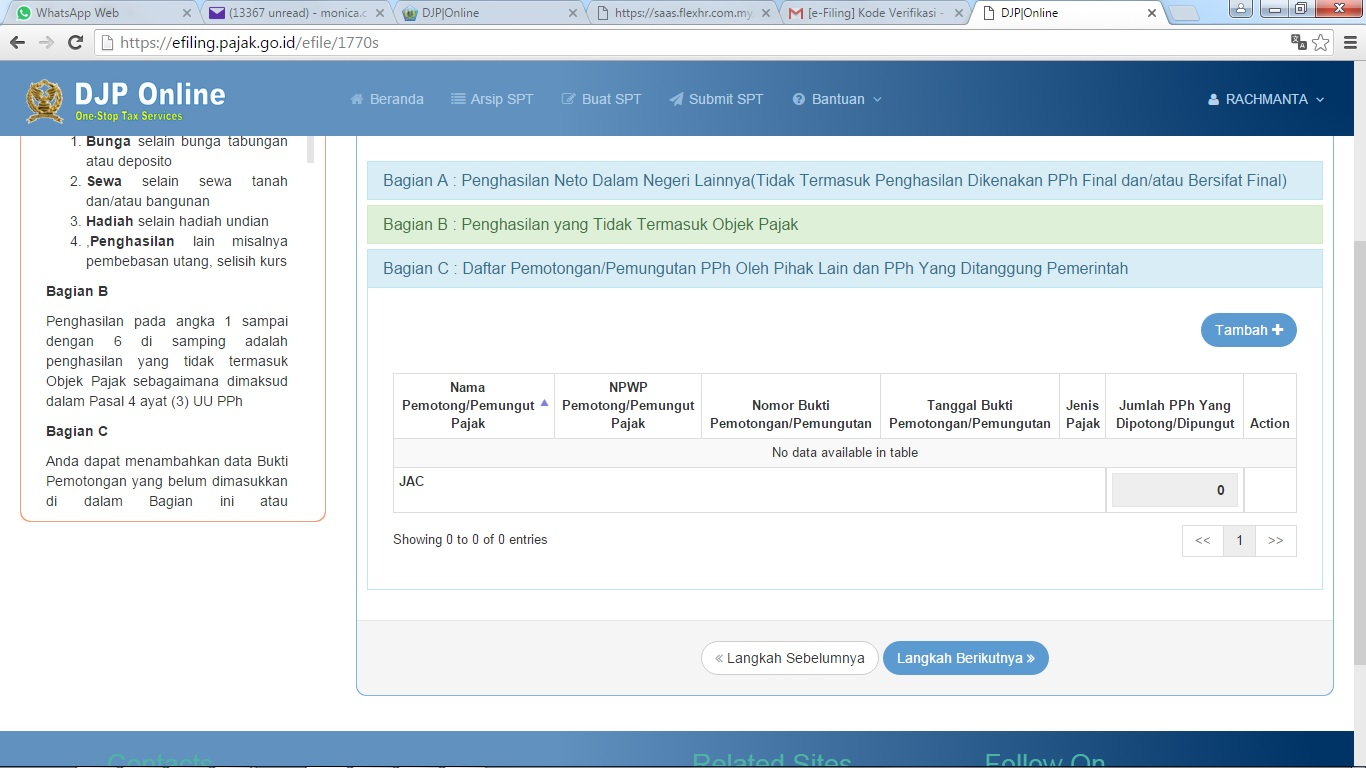 WhatsApp Web
(13367 unread) - monica.c
DJP|Online
https://saas.flexhr.com.my
[e-Filing] Kode Verifikasi -
DJP|Online
https://efiling.pajak.go.id/efile/1770s
DJP Online
One-Stop Tax Services
Beranda
Arsip SPT
Buat SPT
Submit SPT
Bantuan
RACHMANTA
1. Bunga selain bunga tabungan
atau deposito
2. Sewa selain sewa tanah
dan/atau bangunan
3. Hadiah selain hadiah undian
4. ,Penghasilan lain misalnya
pembebasan utang, selisih kurs
Bagian B
Penghasilan pada angka 1 sampai
dengan 6 di samping adalah
penghasilan yang tidak termasuk
Objek Pajak sebagaimana dimaksud
dalam Pasal 4 ayat (3) UU PPh
Bagian C
Anda dapat menambahkan data Bukti
Pemotongan yang belum dimasukkan
di dalam Bagian ini atau
Bagian A : Penghasilan Neto Dalam Negeri Lainnya(Tidak Termasuk Penghasilan Dikenakan PPh Final dan/atau Bersifat Final)
Bagian B : Penghasilan yang Tidak Termasuk Objek Pajak
Bagian C : Daftar Pemotongan/Pemungutan PPh Oleh Pihak Lain dan PPh Yang Ditanggung Pemerintah
Tambah
Nama
Pemotong/Pemungut
Pajak
NPWP
Pemotong/Pemungut
Pajak
Nomor Bukti
Pemotongan/Pemungutan
Tanggal Bukti
Pemotongan/Pemungutan
Jenis
Pajak
Jumlah PPh Yang
Dipotong/Dipungut
Action
No data available in table
JAC
0
Showing 0 to 0 of 0 entries
<< 1 >>
« Langkah Sebelumnya
Langkah Berikutnya »
Contacts
Related Sites
Follow On